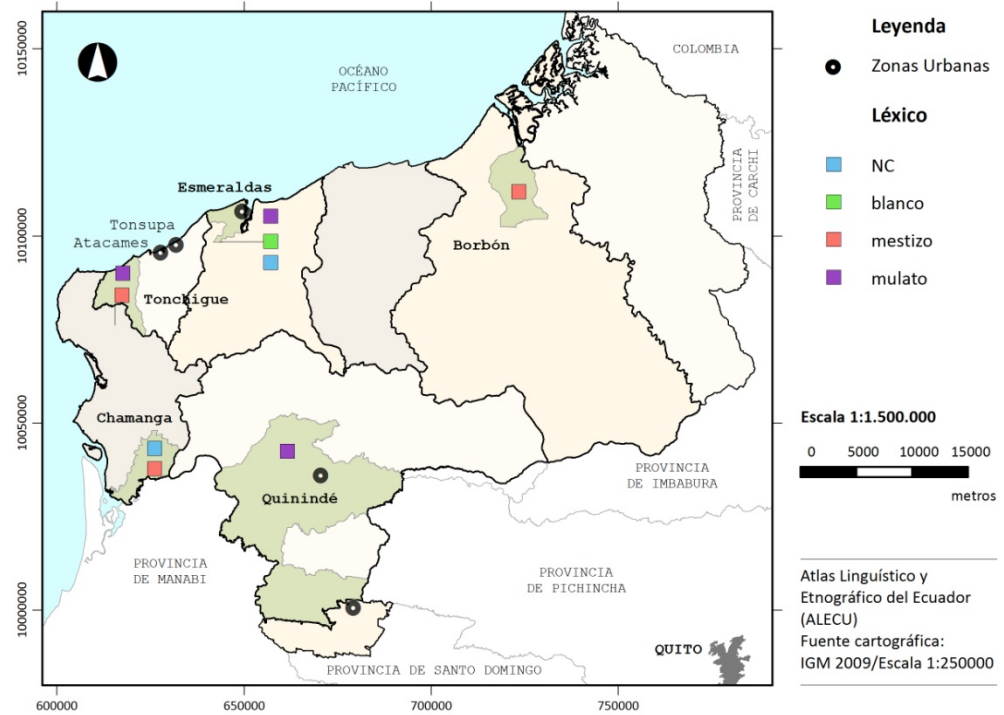 10150000
10100000
10050000
10000000
600000
650000
700000
750000
OCÉANO
PACÍFICO
COLOMBIA
PROVINCIA
DE CARCHI
Esmeraldas
Tonsupa
Atacames
Tonchigue
Borbón
Chamanga
Quinindé
PROVINCIA
DE IMBABURA
PROVINCIA
DE MANABI
PROVINCIA
DE PICHINCHA
QUITO
PROVINCIA DE SANTO DOMINGO
Leyenda
Zonas Urbanas
Léxico
NC
blanco
mestizo
mulato
Escala 1:1.500.000
0 5000 10000 15000
metros
Atlas Linguístico y
Etnográfico del Ecuador
(ALECU)
Fuente cartográfica:
IGM 2009/Escala 1:250000